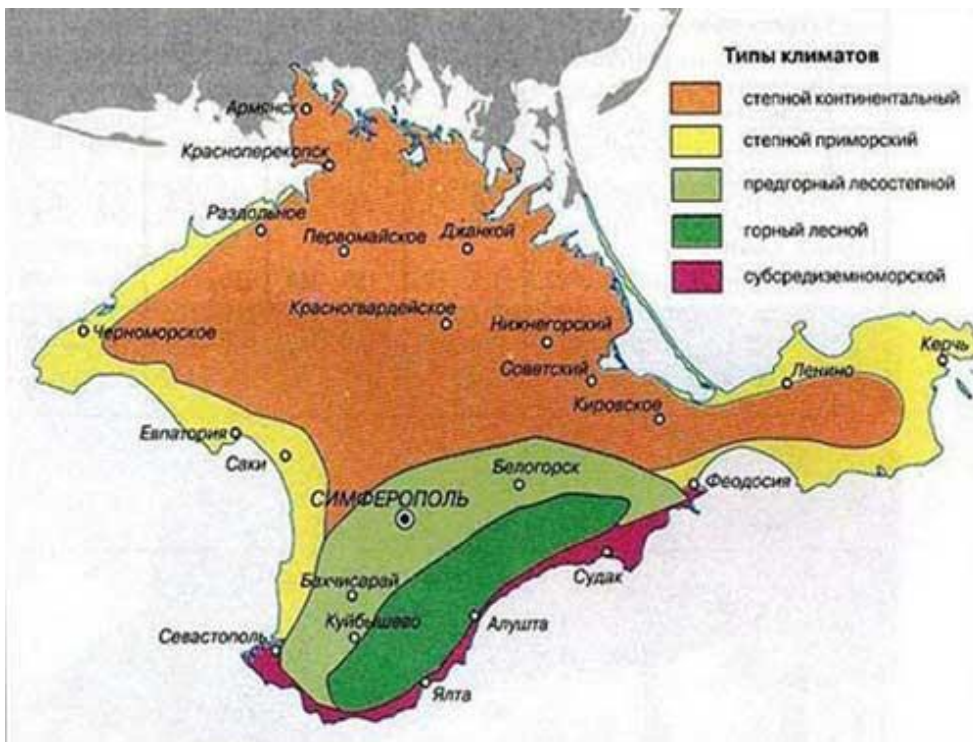 Типы климатов
степной континентальный
степной приморский
предгорный лесостепной
горный лесной
субсредиземноморской
Армянск
Красноперекопск
Раздольное
Первомайское
Джанкой
Черноморское
Красногвардейское
Нижнегорский
Советский
Керчь
Ленино
Кировское
Евпатория
Саки
Белогорск
Феодосия
СИМФЕРОПОЛЬ
Судак
Бахчисарай
Куйбышево
Алушта
Севастополь
Ялта